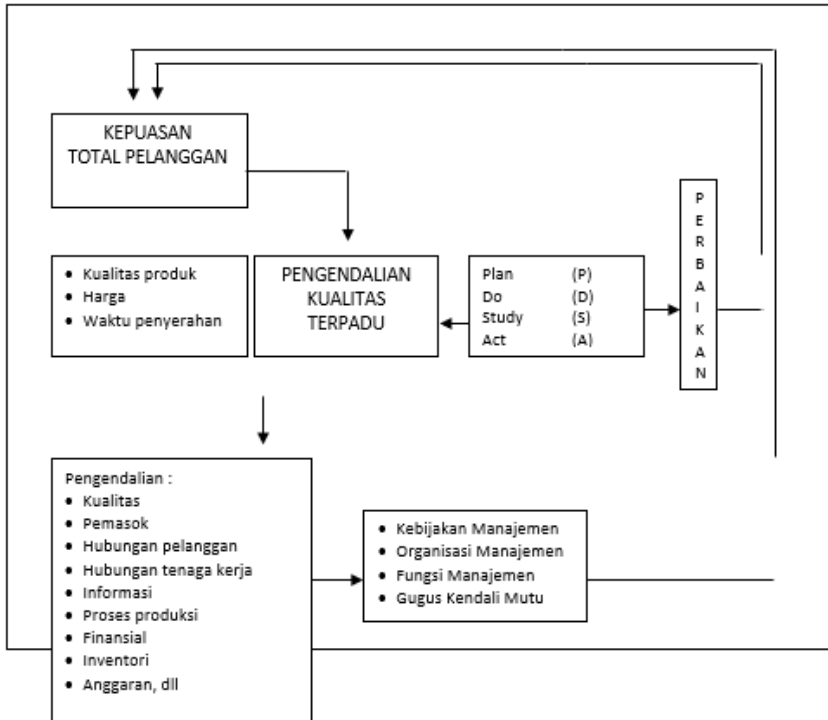 KEPUASAN
TOTAL PELANGGAN
• Kualitas produk
• Harga
• Waktu penyerahan
PENGENDALIAN
KUALITAS
TERPADU
Plan (P)
Do (D)
Study (S)
Act (A)
P
E
R
B
A
I
K
A
N
Pengendalian :
• Kualitas
• Pemasok
• Hubungan pelanggan
• Hubungan tenaga kerja
• Informasi
• Proses produksi
• Finansial
• Inventori
• Anggaran, dll
• Kebijakan Manajemen
• Organisasi Manajemen
• Fungsi Manajemen
• Gugus Kendali Mutu